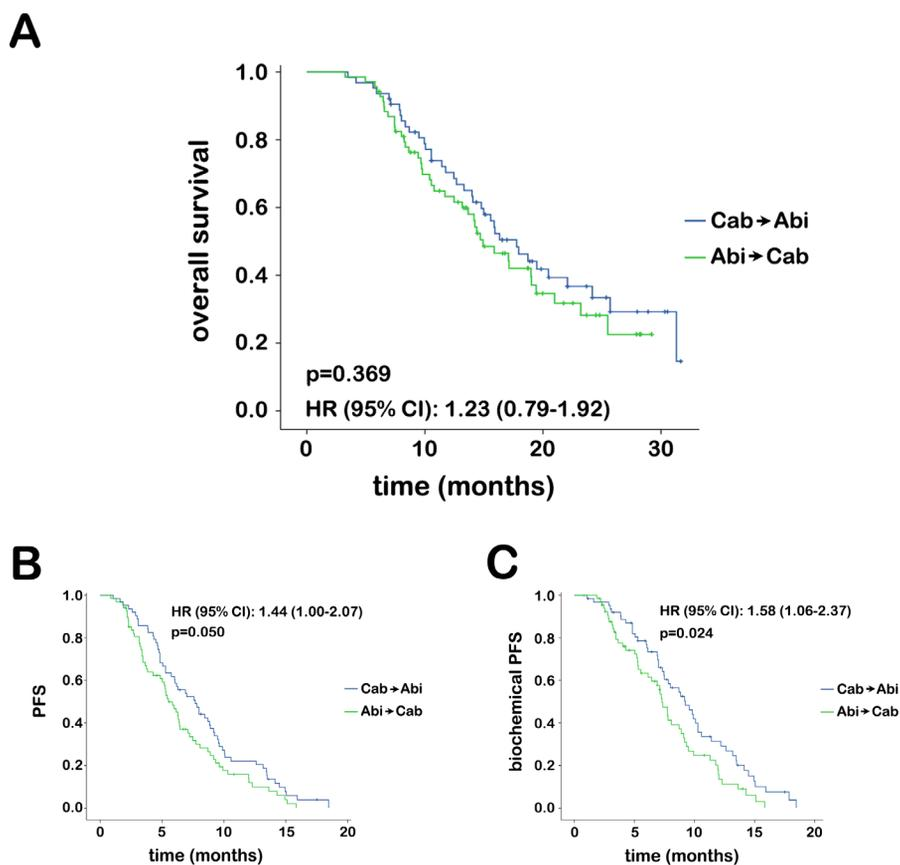 A
overall survival
1.0
0.8
0.6
0.4
0.2
0.0
p=0.369
HR (95% CI): 1.23 (0.79-1.92)
0 10 20 30
time (months)
Cab→Abi
Abi→Cab
B
PFS
1.0
0.8
0.6
0.4
0.2
0.0
HR (95% CI): 1.44 (1.00-2.07)
p=0.050
Cab→Abi
Abi→Cab
0 5 10 15 20
time (months)
C
biochemical PFS
1.0
0.8
0.6
0.4
0.2
0.0
HR (95% CI): 1.58 (1.06-2.37)
p=0.024
Cab→Abi
Abi→Cab
0 5 10 15 20
time (months)